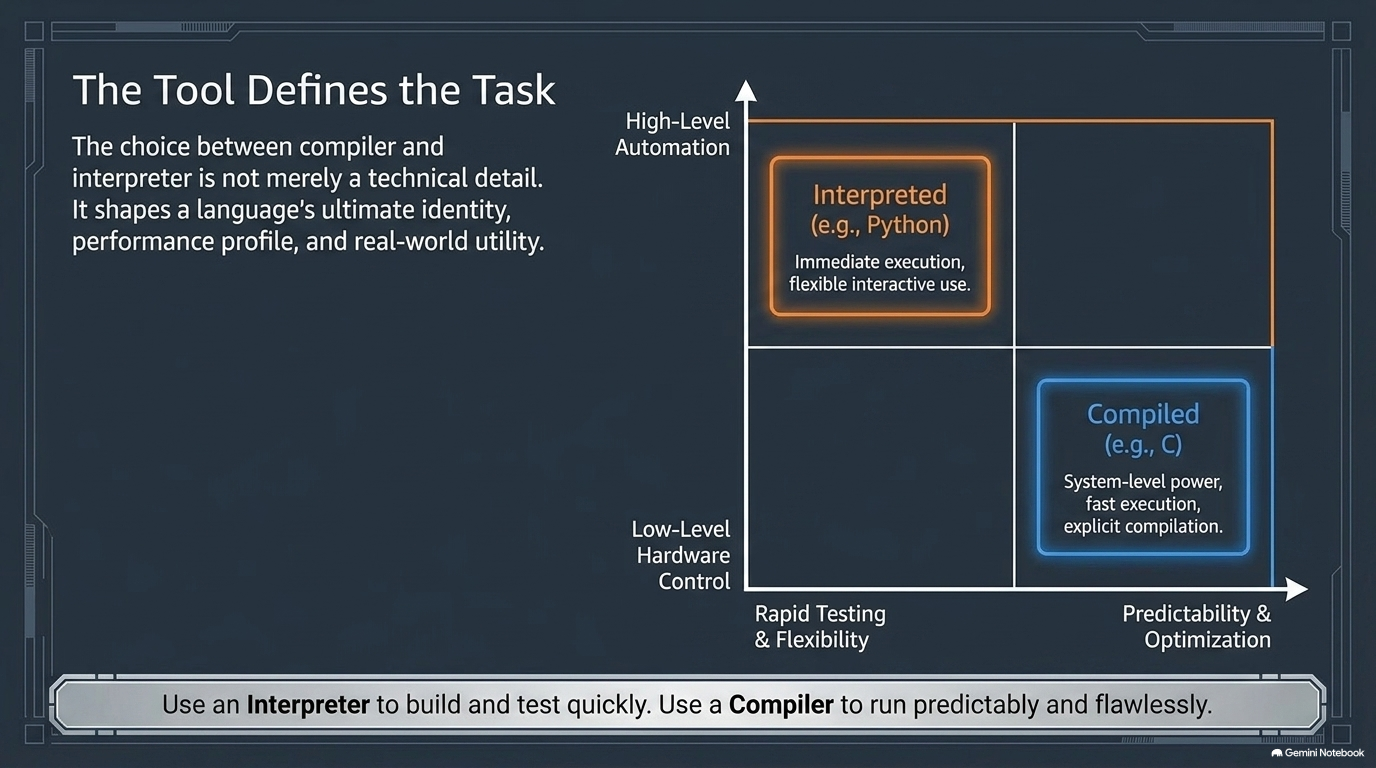 The Tool Defines the Task
The choice between compiler and
interpreter is not merely a technical detail.
It shapes a language's ultimate identity,
performance profile, and real-world utility.
High-Level
Automation
Interpreted
(e.g., Python)
Immediate execution,
flexible interactive use.
Compiled
(e.g., C)
System-level power,
fast execution,
explicit compilation.
Low-Level
Hardware
Control
Rapid Testing
& Flexibility
Predictability &
Optimization
Use an Interpreter to build and test quickly. Use a Compiler to run predictably and flawlessly.
Gemini Notebook